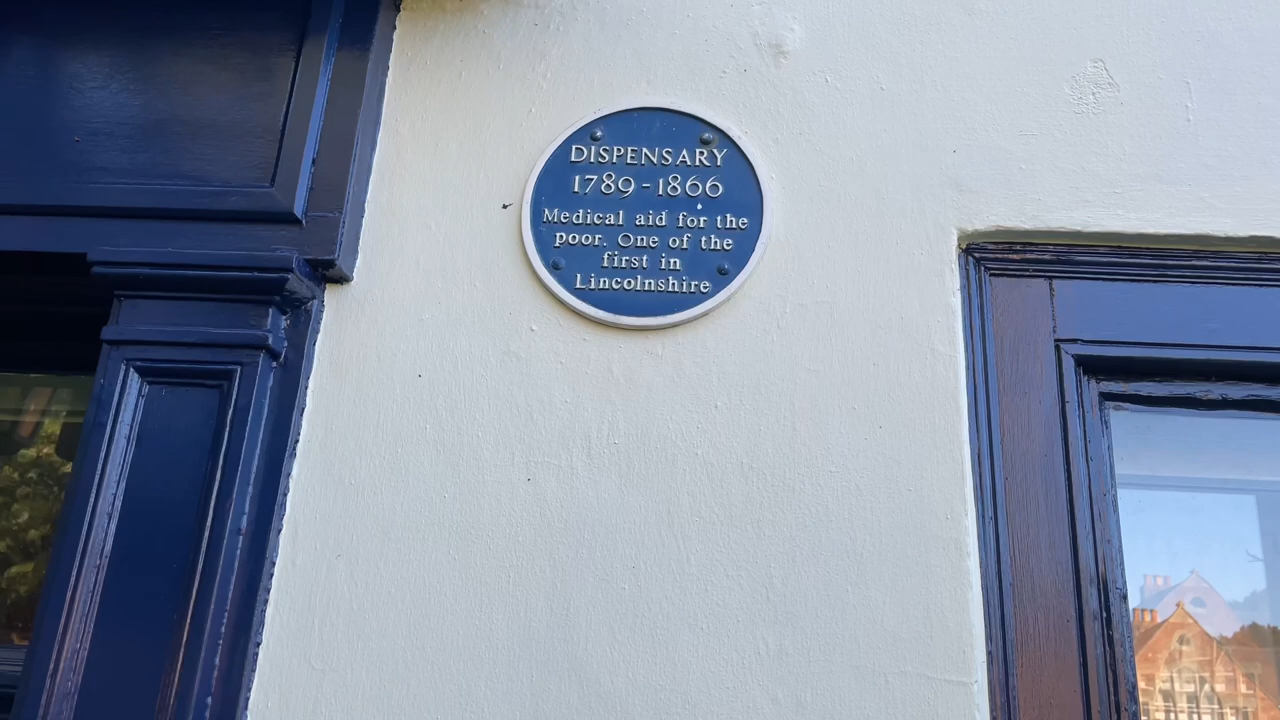 DISPENSARY
1789-1866
Medical aid for the
poor. One of the
first in
Lincolnshire